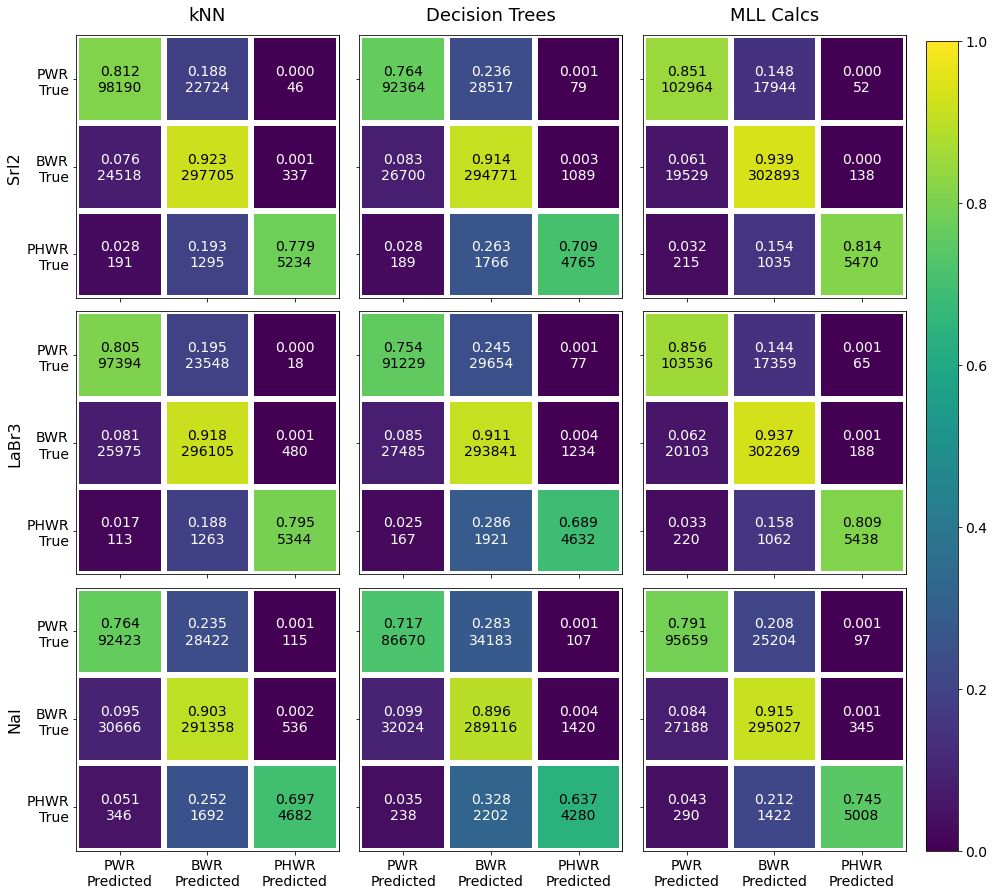 kNN Decision Trees MLL Calcs
SrI2
PWR
True
0.812 0.188 0.000 0.764 0.236 0.001 0.851 0.148 0.000
98190 22724 46 92364 28517 79 102964 17944 52
BWR
True
0.076 0.923 0.001 0.083 0.914 0.003 0.061 0.939 0.000
24518 297705 337 26700 294771 1089 19529 302893 138
PHWR
True
0.028 0.193 0.779 0.028 0.263 0.709 0.032 0.154 0.814
191 1295 5234 189 1766 4765 215 1035 5470
LaBr3
PWR
True
0.805 0.195 0.000 0.754 0.245 0.001 0.856 0.144 0.001
97394 23548 18 91229 29654 77 103536 17359 65
BWR
True
0.081 0.918 0.001 0.085 0.911 0.004 0.062 0.937 0.001
25975 296105 480 27485 293841 1234 20103 302269 188
PHWR
True
0.017 0.188 0.795 0.025 0.286 0.689 0.033 0.158 0.809
113 1263 5344 167 1921 4632 220 1062 5438
NaI
PWR
True
0.764 0.235 0.001 0.717 0.283 0.001 0.791 0.208 0.001
92423 28422 115 86670 34183 107 95659 25204 97
BWR
True
0.095 0.903 0.002 0.099 0.896 0.004 0.084 0.915 0.001
30666 291358 536 32024 289116 1420 27188 295027 345
PHWR
True
0.051 0.252 0.697 0.035 0.328 0.637 0.043 0.212 0.745
346 1692 4682 238 2202 4280 290 1422 5008
PWR BWR PHWR PWR BWR PHWR PWR BWR PHWR
Predicted Predicted Predicted Predicted Predicted Predicted Predicted Predicted Predicted
1.0
0.8
0.6
0.4
0.2
0.0